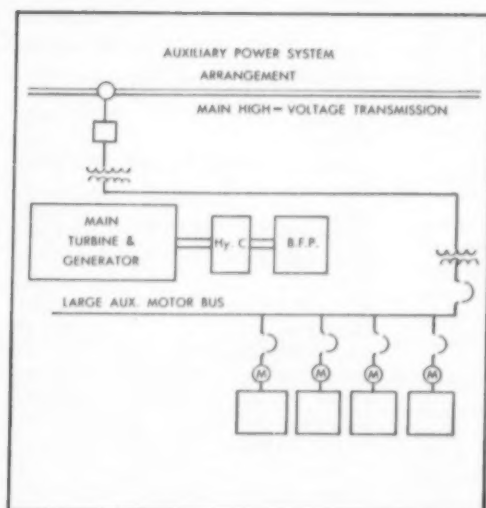 AUXILIARY POWER SYSTEM
ARRANGEMENT
MAIN HIGH-VOLTAGE TRANSMISSION
MAIN
TURBINE &
GENERATOR
Hy. C
B.F.P.
LARGE AUX. MOTOR BUS
M
M
M
M